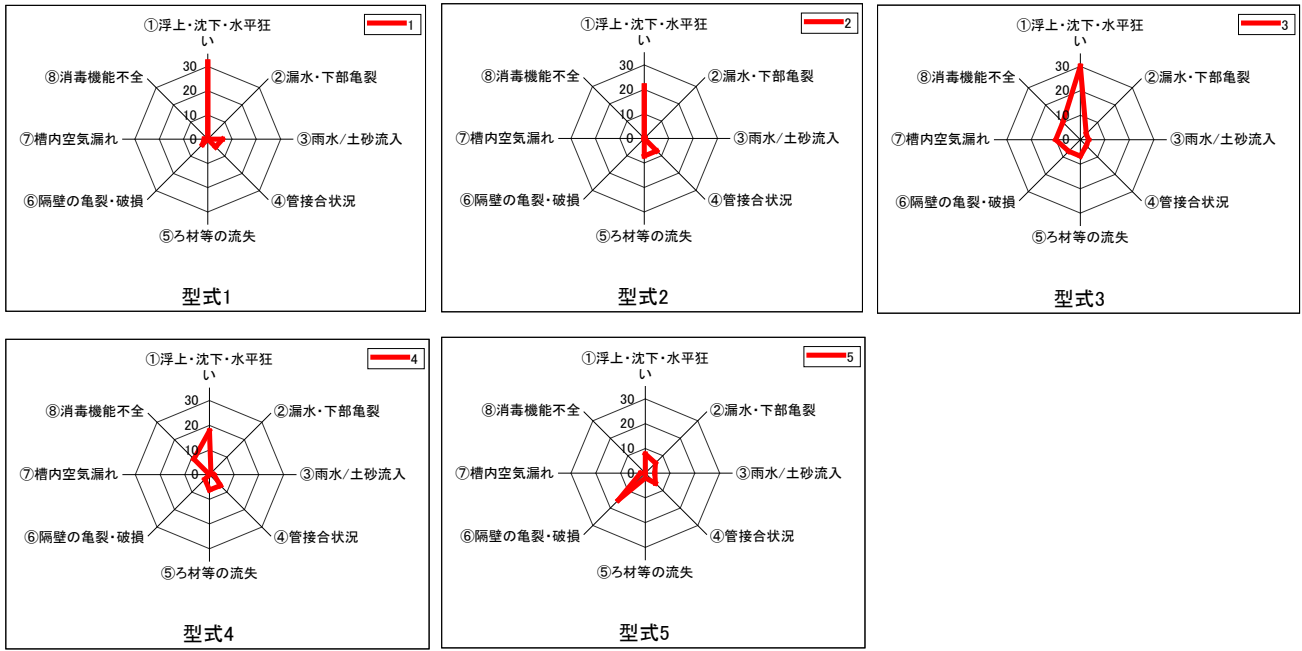 ①浮上・沈下・水平狂
い
1
⑧消毒機能不全
30
②漏水・下部亀裂
20
10
⑦槽内空気漏れ
0
③雨水/土砂流入
⑥隔壁の亀裂・破損
④管接合状況
⑤ろ材等の流失
型式1
①浮上・沈下・水平狂
い
2
⑧消毒機能不全
30
②漏水・下部亀裂
20
10
⑦槽内空気漏れ
0
③雨水/土砂流入
⑥隔壁の亀裂・破損
④管接合状況
⑤ろ材等の流失
型式2
①浮上・沈下・水平狂
い
3
⑧消毒機能不全
30
②漏水・下部亀裂
20
10
⑦槽内空気漏れ
0
③雨水/土砂流入
⑥隔壁の亀裂・破損
④管接合状況
⑤ろ材等の流失
型式3
①浮上・沈下・水平狂
い
4
⑧消毒機能不全
30
②漏水・下部亀裂
20
10
⑦槽内空気漏れ
0
③雨水/土砂流入
⑥隔壁の亀裂・破損
④管接合状況
⑤ろ材等の流失
型式4
①浮上・沈下・水平狂
い
5
⑧消毒機能不全
30
②漏水・下部亀裂
20
10
⑦槽内空気漏れ
0
③雨水/土砂流入
⑥隔壁の亀裂・破損
④管接合状況
⑤ろ材等の流失
型式5